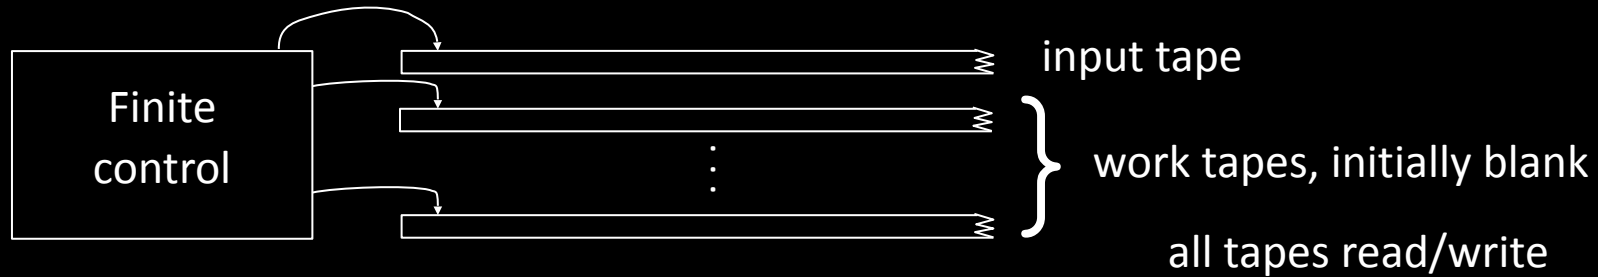 input tape
Finite
control
work tapes, initially blank
all tapes read/write